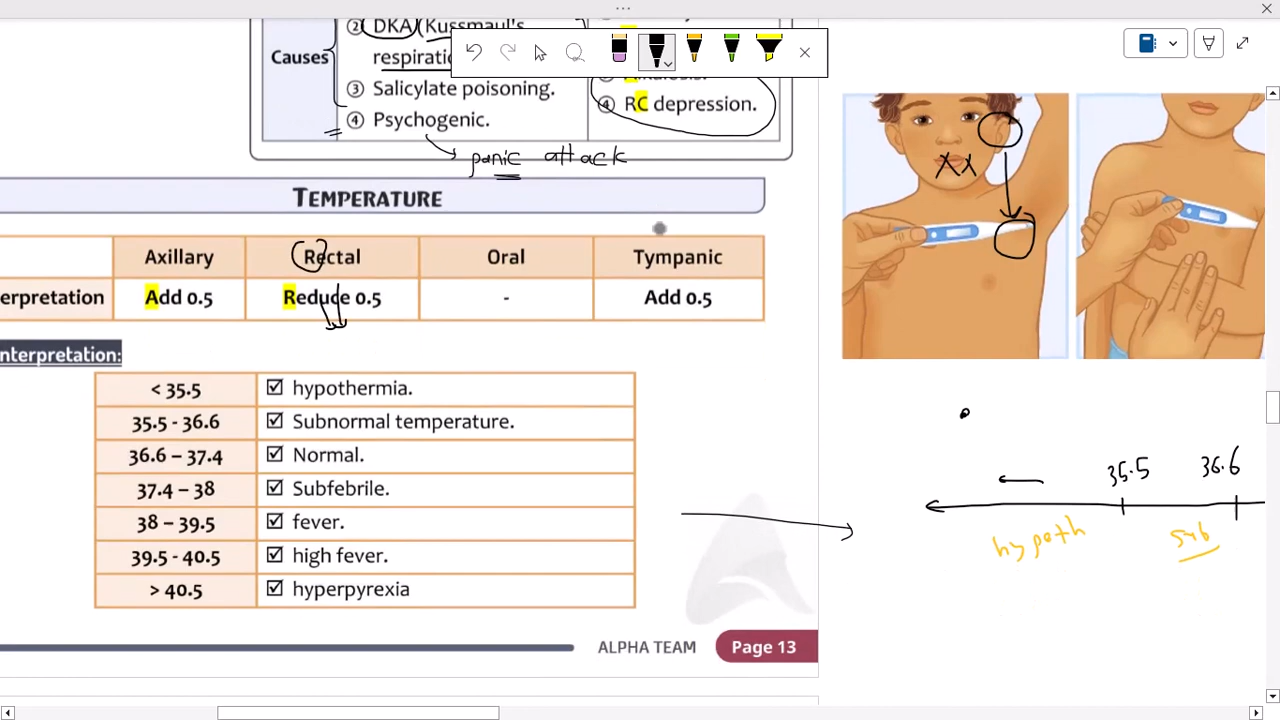 ② DKA (Kussmaul's
Causes
③ Salicylate poisoning.
④ RC depression.
④ Psychogenic.
panic attack
TEMPERATURE
Axillary Rectal Oral Tympanic
erpretation Add 0.5 Reduce 0.5 - Add 0.5
nterpretation:
< 35.5 ☑ hypothermia.
35.5 - 36.6 ☑ Subnormal temperature.
36.6 – 37.4 ☑ Normal.
37.4 – 38 ☑ Subfebrile.
38 – 39.5 ☑ fever.
39.5 - 40.5 ☑ high fever.
> 40.5 ☑ hyperpyrexia
35.5 36.6
hypoth sub
ALPHA TEAM Page 13